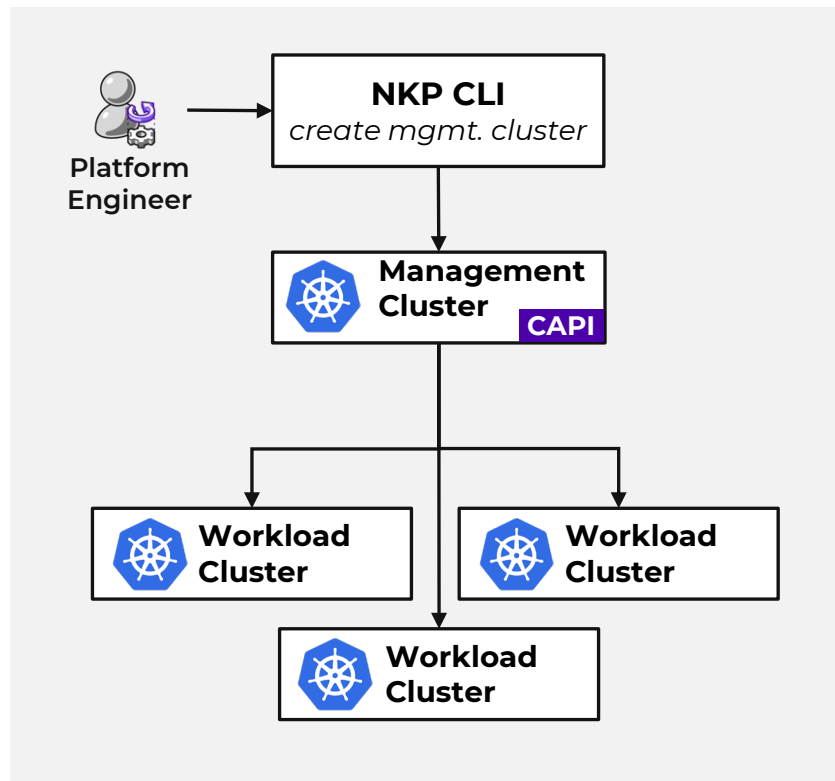 NKP CLI
create mgmt. cluster
Platform
Engineer
Management
Cluster
CAPI
Workload
Cluster
Workload
Cluster
Workload
Cluster